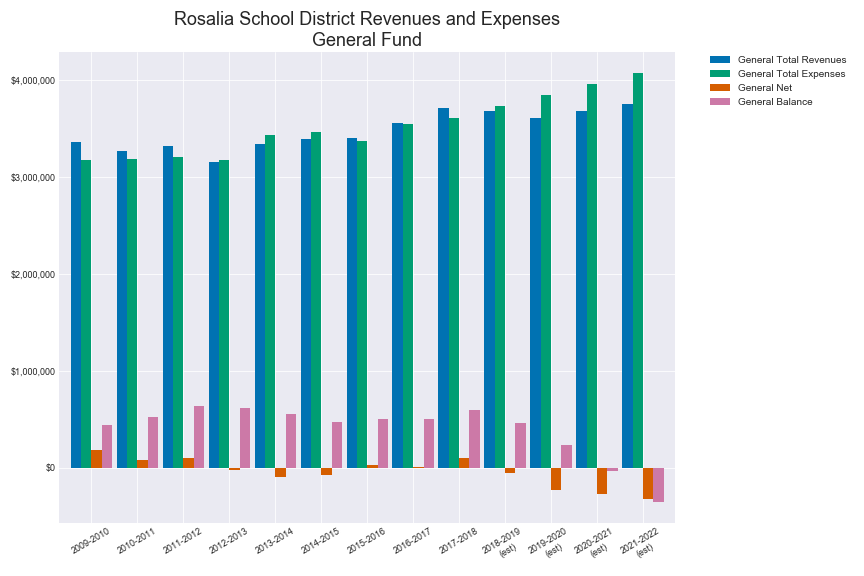 Rosalia School District Revenues and Expenses
General Fund
General Total Revenues
General Total Expenses
General Net
General Balance
$4,000,000
$3,000,000
$2,000,000
$1,000,000
$0
2009-2010
2010-2011
2011-2012
2012-2013
2013-2014
2014-2015
2015-2016
2016-2017
2017-2018
2018-2019
(est)
2019-2020
(est)
2020-2021
(est)
2021-2022
(est)